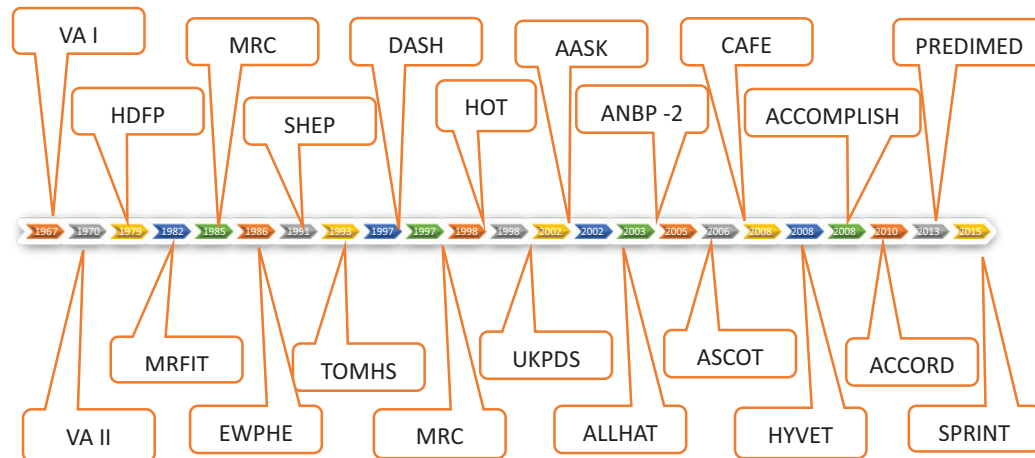 VA I
MRC
DASH
AASK
CAFE
PREDIMED
HDFP
SHEP
HOT
ANBP -2
ACCOMPLISH
1967 1970 1979 1982 1985 1986 1991 1993 1997 1997 1998 1998 2002 2002 2003 2005 2006 2008 2008 2008 2010 2013 2015
MRFIT
TOMHS
UKPDS
ASCOT
ACCORD
VA II
EWPHE
MRC
ALLHAT
HYVET
SPRINT